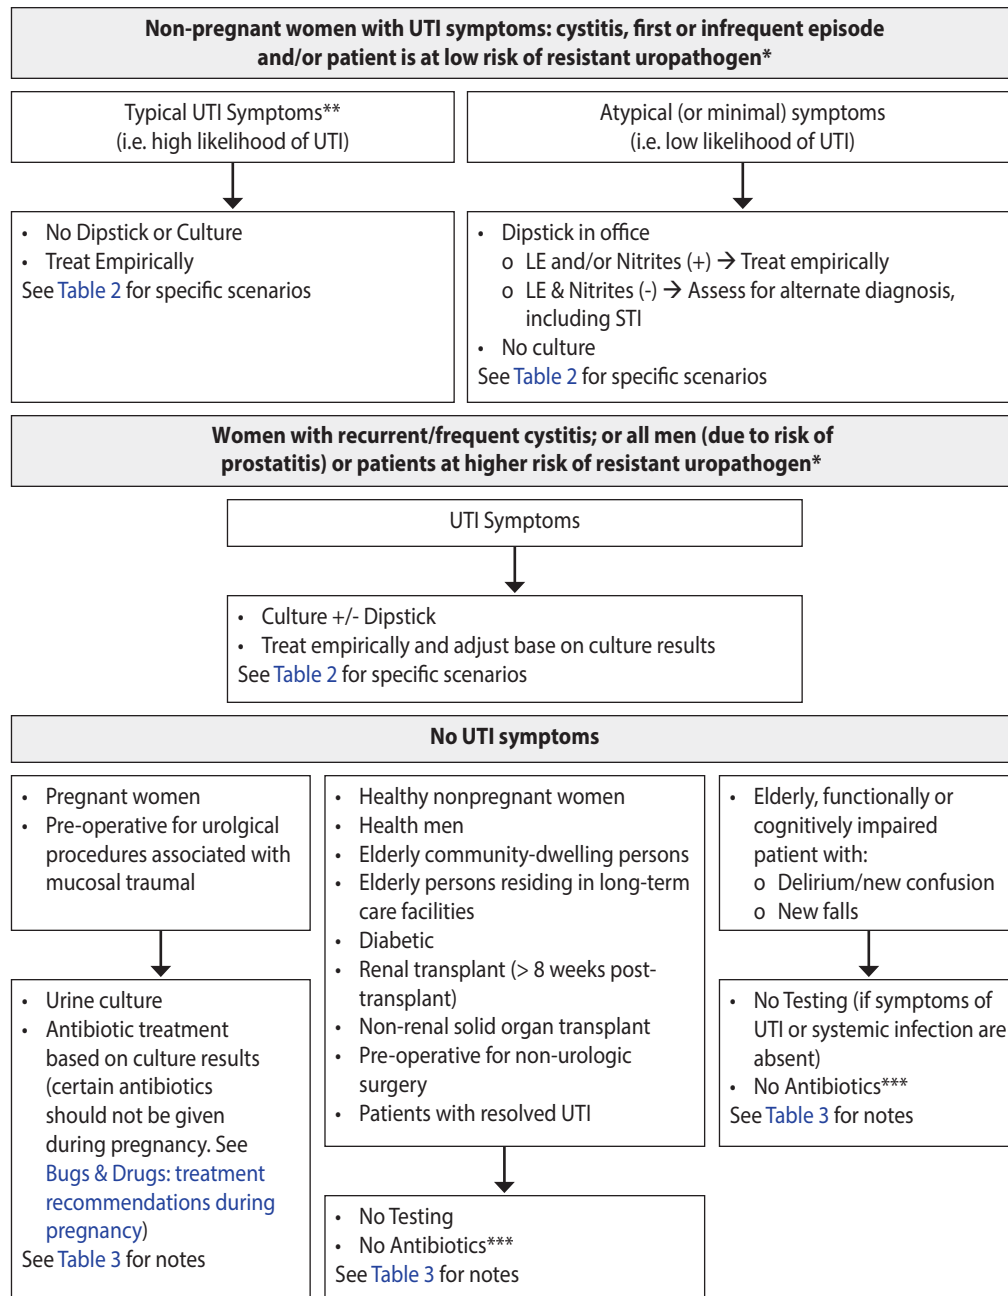 Non-pregnant women with UTI symptoms: cystitis, first or infrequent episode
and/or patient is at low risk of resistant uropathogen*
Typical UTI Symptoms**
(i.e. high likelihood of UTI)
Atypical (or minimal) symptoms
(i.e. low likelihood of UTI)
• No Dipstick or Culture
• Treat Empirically
See Table 2 for specific scenarios
• Dipstick in office
o LE and/or Nitrites (+) → Treat empirically
o LE & Nitrites (-) → Assess for alternate diagnosis,
including STI
• No culture
See Table 2 for specific scenarios
Women with recurrent/frequent cystitis; or all men (due to risk of
prostatitis) or patients at higher risk of resistant uropathogen*
UTI Symptoms
• Culture +/- Dipstick
• Treat empirically and adjust base on culture results
See Table 2 for specific scenarios
No UTI symptoms
• Pregnant women
• Pre-operative for urolgical
procedures associated with
mucosal traumal
• Urine culture
• Antibiotic treatment
based on culture results
(certain antibiotics
should not be given
during pregnancy. See
Bugs & Drugs: treatment
recommendations during
pregnancy)
See Table 3 for notes
• Healthy nonpregnant women
• Health men
• Elderly community-dwelling persons
• Elderly persons residing in long-term
care facilities
• Diabetic
• Renal transplant (> 8 weeks post-
transplant)
• Non-renal solid organ transplant
• Pre-operative for non-urologic
surgery
• Patients with resolved UTI
• No Testing
• No Antibiotics***
See Table 3 for notes
• Elderly, functionally or
cognitively impaired
patient with:
o Delirium/new confusion
o New falls
• No Testing (if symptoms of
UTI or systemic infection are
absent)
• No Antibiotics***
See Table 3 for notes